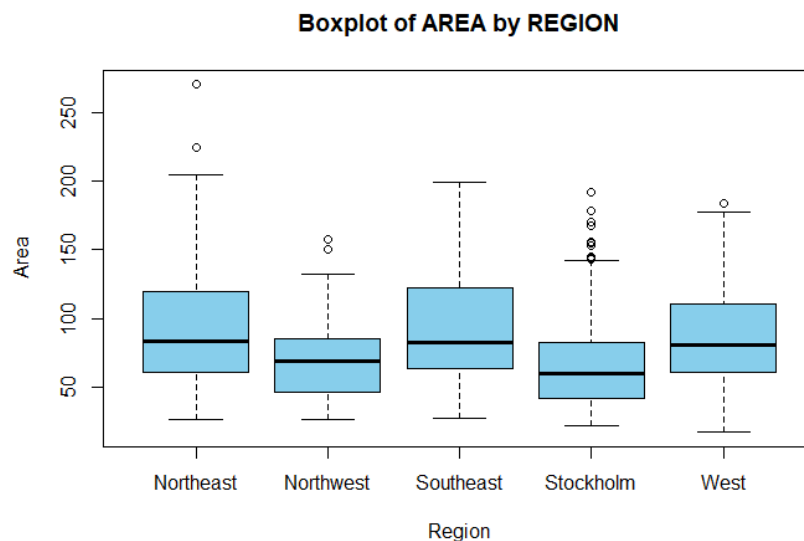 Boxplot of AREA by REGION
250
200
150
100
50
Area
Northeast Northwest Southeast Stockholm West
Region